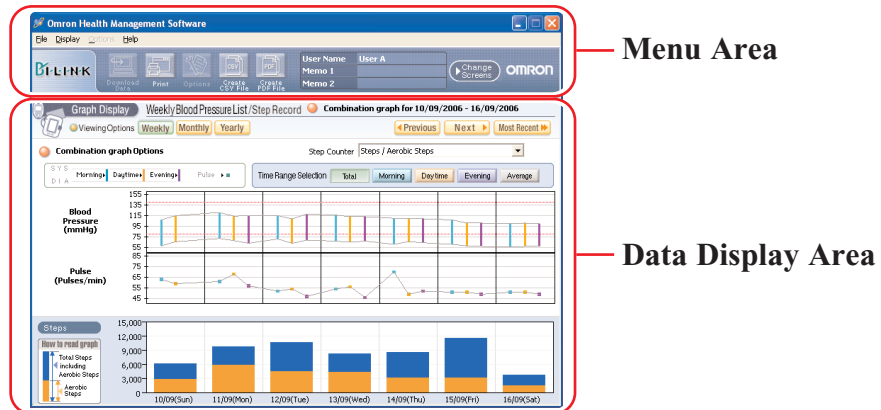 Omron Health Management Software
File Display Options Help
Bi-LINK
Download Data
Print
Options
CSV
Create CSV File
PDF
Create PDF File
User Name User A
Memo 1
Memo 2
Change Screens
OMRON
Menu Area
Graph Display Weekly Blood Pressure List/Step Record Combination graph for 10/09/2006 - 16/09/2006
Viewing Options Weekly Monthly Yearly Previous Next Most Recent
Combination graph Options Step Counter Steps / Aerobic Steps
SYS
DIA
Morning Daytime Evening Pulse
Time Range Selection Total Morning Daytime Evening Average
Blood Pressure (mmHg)
155
135
115
95
75
55
Data Display Area
Pulse (Pulses/min)
85
75
65
55
45
Steps
How to read graph
Total Steps including Aerobic Steps
Aerobic Steps
15,000
12,000
9,000
6,000
3,000
0
10/09(Sun) 11/09(Mon) 12/09(Tue) 13/09(Wed) 14/09(Thu) 15/09(Fri) 16/09(Sat)